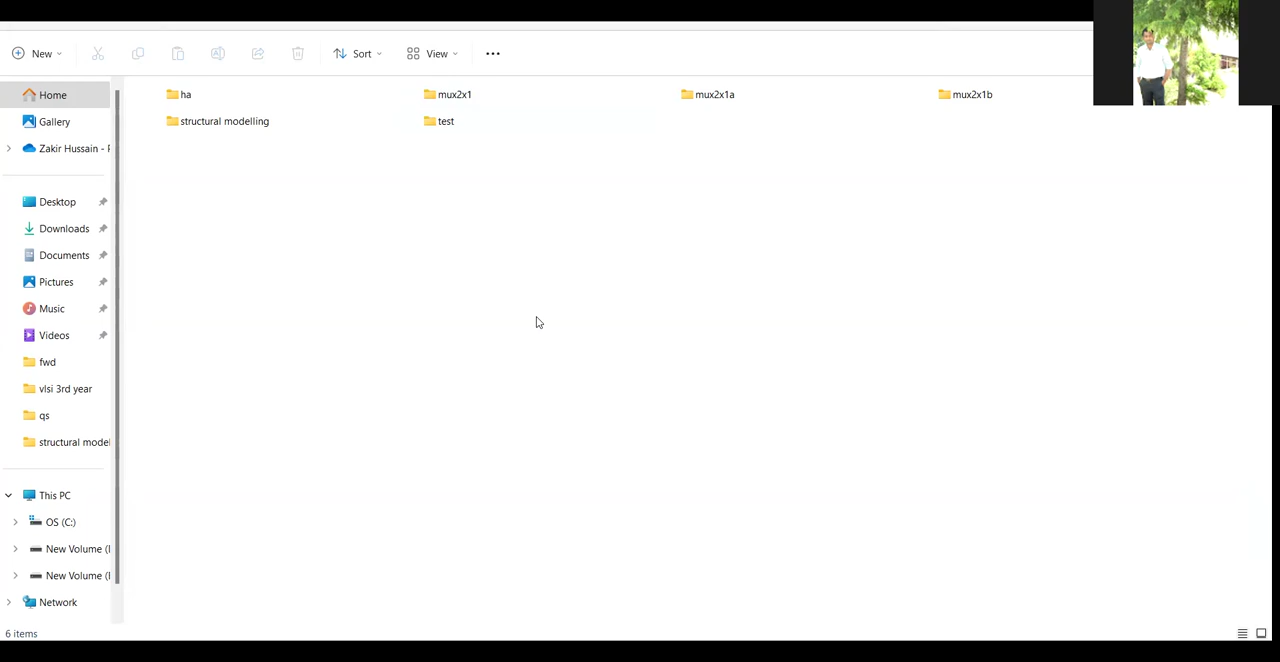 New Sort View
Home
Gallery
Zakir Hussain -
Desktop
Downloads
Documents
Pictures
Music
Videos
fwd
vlsi 3rd year
qs
structural model
This PC
OS (C:)
New Volume (
New Volume (
Network
ha mux2x1 mux2x1a mux2x1b
structural modelling test
6 items